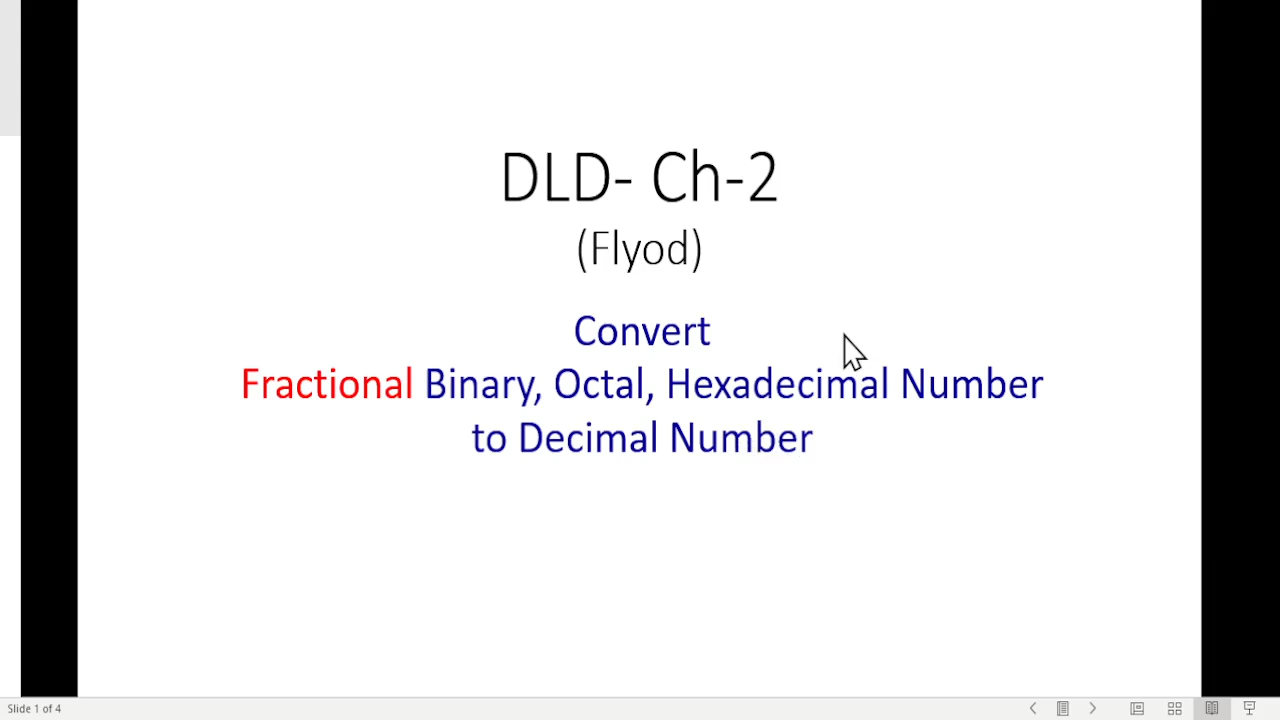 DLD- Ch-2
(Flyod)
Convert
Fractional Binary, Octal, Hexadecimal Number
to Decimal Number
Slide 1 of 4